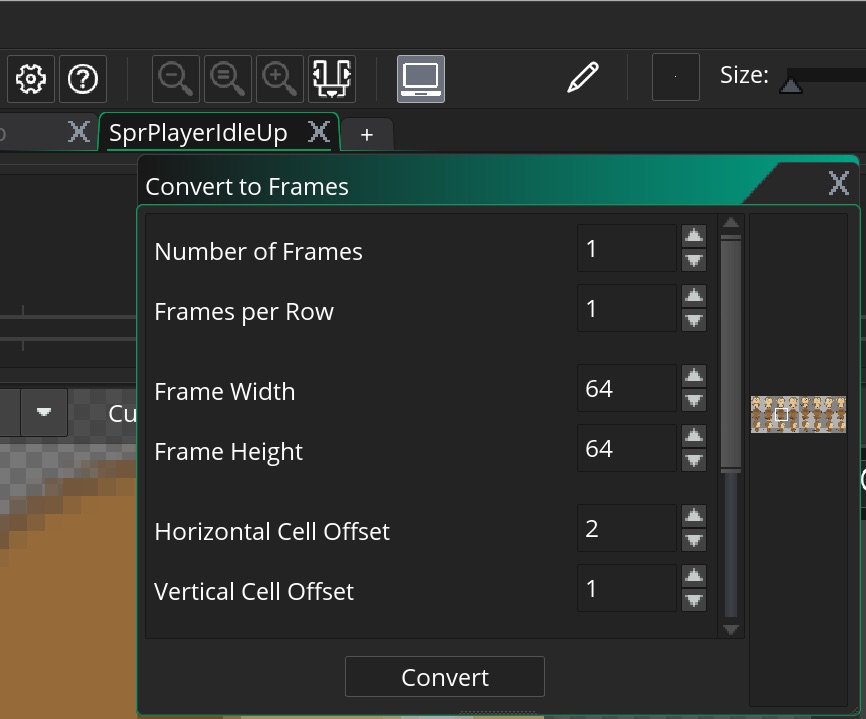 Size:
SprPlayerIdleUp
+
Convert to Frames
Number of Frames 1
Frames per Row 1
Frame Width 64
Cu
Frame Height 64
Horizontal Cell Offset 2
Vertical Cell Offset 1
Convert